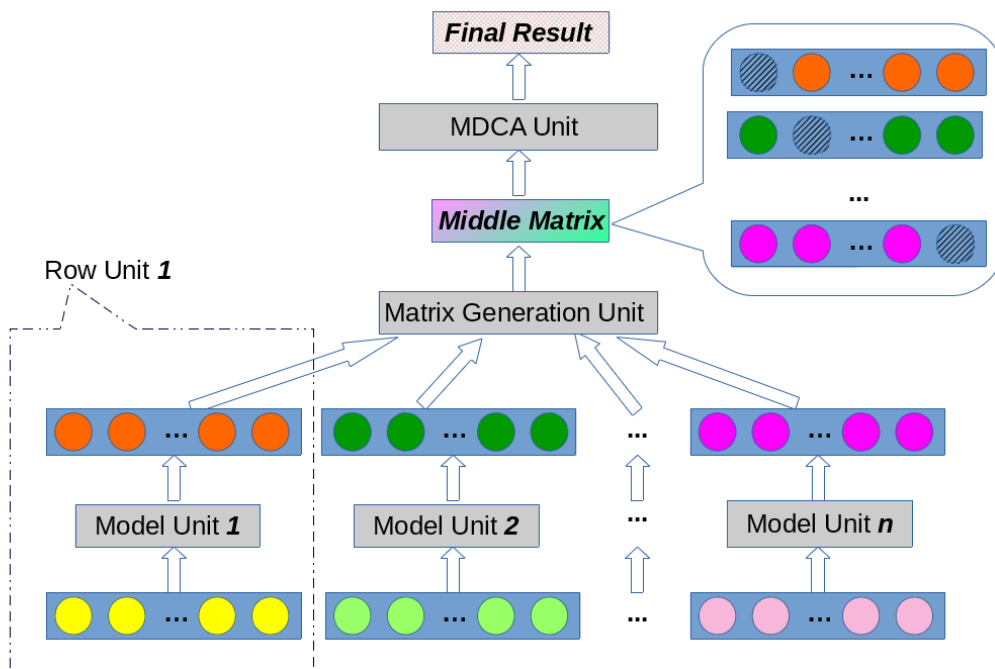 Final Result
...
MDCA Unit
...
...
Middle Matrix
...
Row Unit 1
Matrix Generation Unit
... ... ... ...
Model Unit 1 Model Unit 2 ... Model Unit n
... ... ... ...